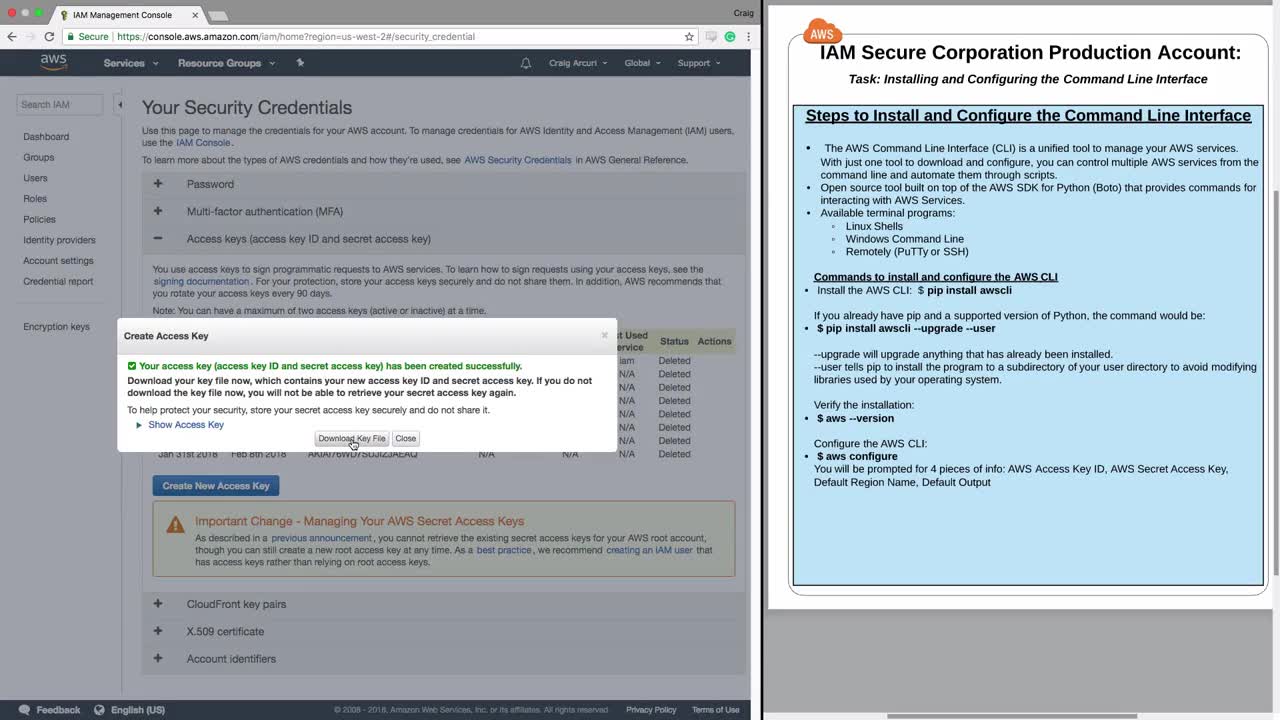 IAM Management Console
Craig
Secure
https://console.aws.amazon.com/iam/home?region=us-west-2#/security_credential
aws
Services
Resource Groups
Craig Arcuri
Global
Support
Search IAM
Dashboard
Groups
Users
Roles
Policies
Identity providers
Account settings
Credential report
Encryption keys
Your Security Credentials
Use this page to manage the credentials for your AWS account. To manage credentials for AWS Identity and Access Management (IAM) users,
use the IAM Console.
To learn more about the types of AWS credentials and how they're used, see AWS Security Credentials in AWS General Reference.
Password
Multi-factor authentication (MFA)
Access keys (access key ID and secret access key)
You use access keys to sign programmatic requests to AWS services. To learn how to sign requests using your access keys, see the
signing documentation. For your protection, store your access keys securely and do not share them. In addition, AWS recommends that
you rotate your access keys every 90 days.
Note: You can have a maximum of two access keys (active or inactive) at a time.
Status Actions
iam Deleted
N/A Deleted
N/A Deleted
N/A Deleted
N/A Deleted
N/A Deleted
N/A Deleted
Jan 31st 2018 Feb 8th 2018 N/A N/A Deleted
Create Access Key
Your access key (access key ID and secret access key) has been created successfully.
Download your key file now, which contains your new access key ID and secret access key. If you do not
download the key file now, you will not be able to retrieve your secret access key again.
To help protect your security, store your secret access key securely and do not share it.
Show Access Key
Download Key File
Close
Create New Access Key
Important Change - Managing Your AWS Secret Access Keys
As described in a previous announcement, you cannot retrieve the existing secret access keys for your AWS root account,
though you can still create a new root access key at any time. As a best practice, we recommend creating an IAM user that
has access keys rather than relying on root access keys.
CloudFront key pairs
X.509 certificate
Account identifiers
Feedback
English (US)
© 2008 - 2018, Amazon Web Services, Inc. or its affiliates. All rights reserved.
Privacy Policy
Terms of Use
AWS
IAM Secure Corporation Production Account:
Task: Installing and Configuring the Command Line Interface
Steps to Install and Configure the Command Line Interface
• The AWS Command Line Interface (CLI) is a unified tool to manage your AWS services.
With just one tool to download and configure, you can control multiple AWS services from the
command line and automate them through scripts.
• Open source tool built on top of the AWS SDK for Python (Boto) that provides commands for
interacting with AWS Services.
• Available terminal programs:
◦ Linux Shells
◦ Windows Command Line
◦ Remotely (PuTTy or SSH)
Commands to install and configure the AWS CLI
• Install the AWS CLI: $ pip install awscli
If you already have pip and a supported version of Python, the command would be:
• $ pip install awscli --upgrade --user
--upgrade will upgrade anything that has already been installed.
--user tells pip to install the program to a subdirectory of your user directory to avoid modifying
libraries used by your operating system.
Verify the installation:
• $ aws --version
Configure the AWS CLI:
• $ aws configure
You will be prompted for 4 pieces of info: AWS Access Key ID, AWS Secret Access Key,
Default Region Name, Default Output